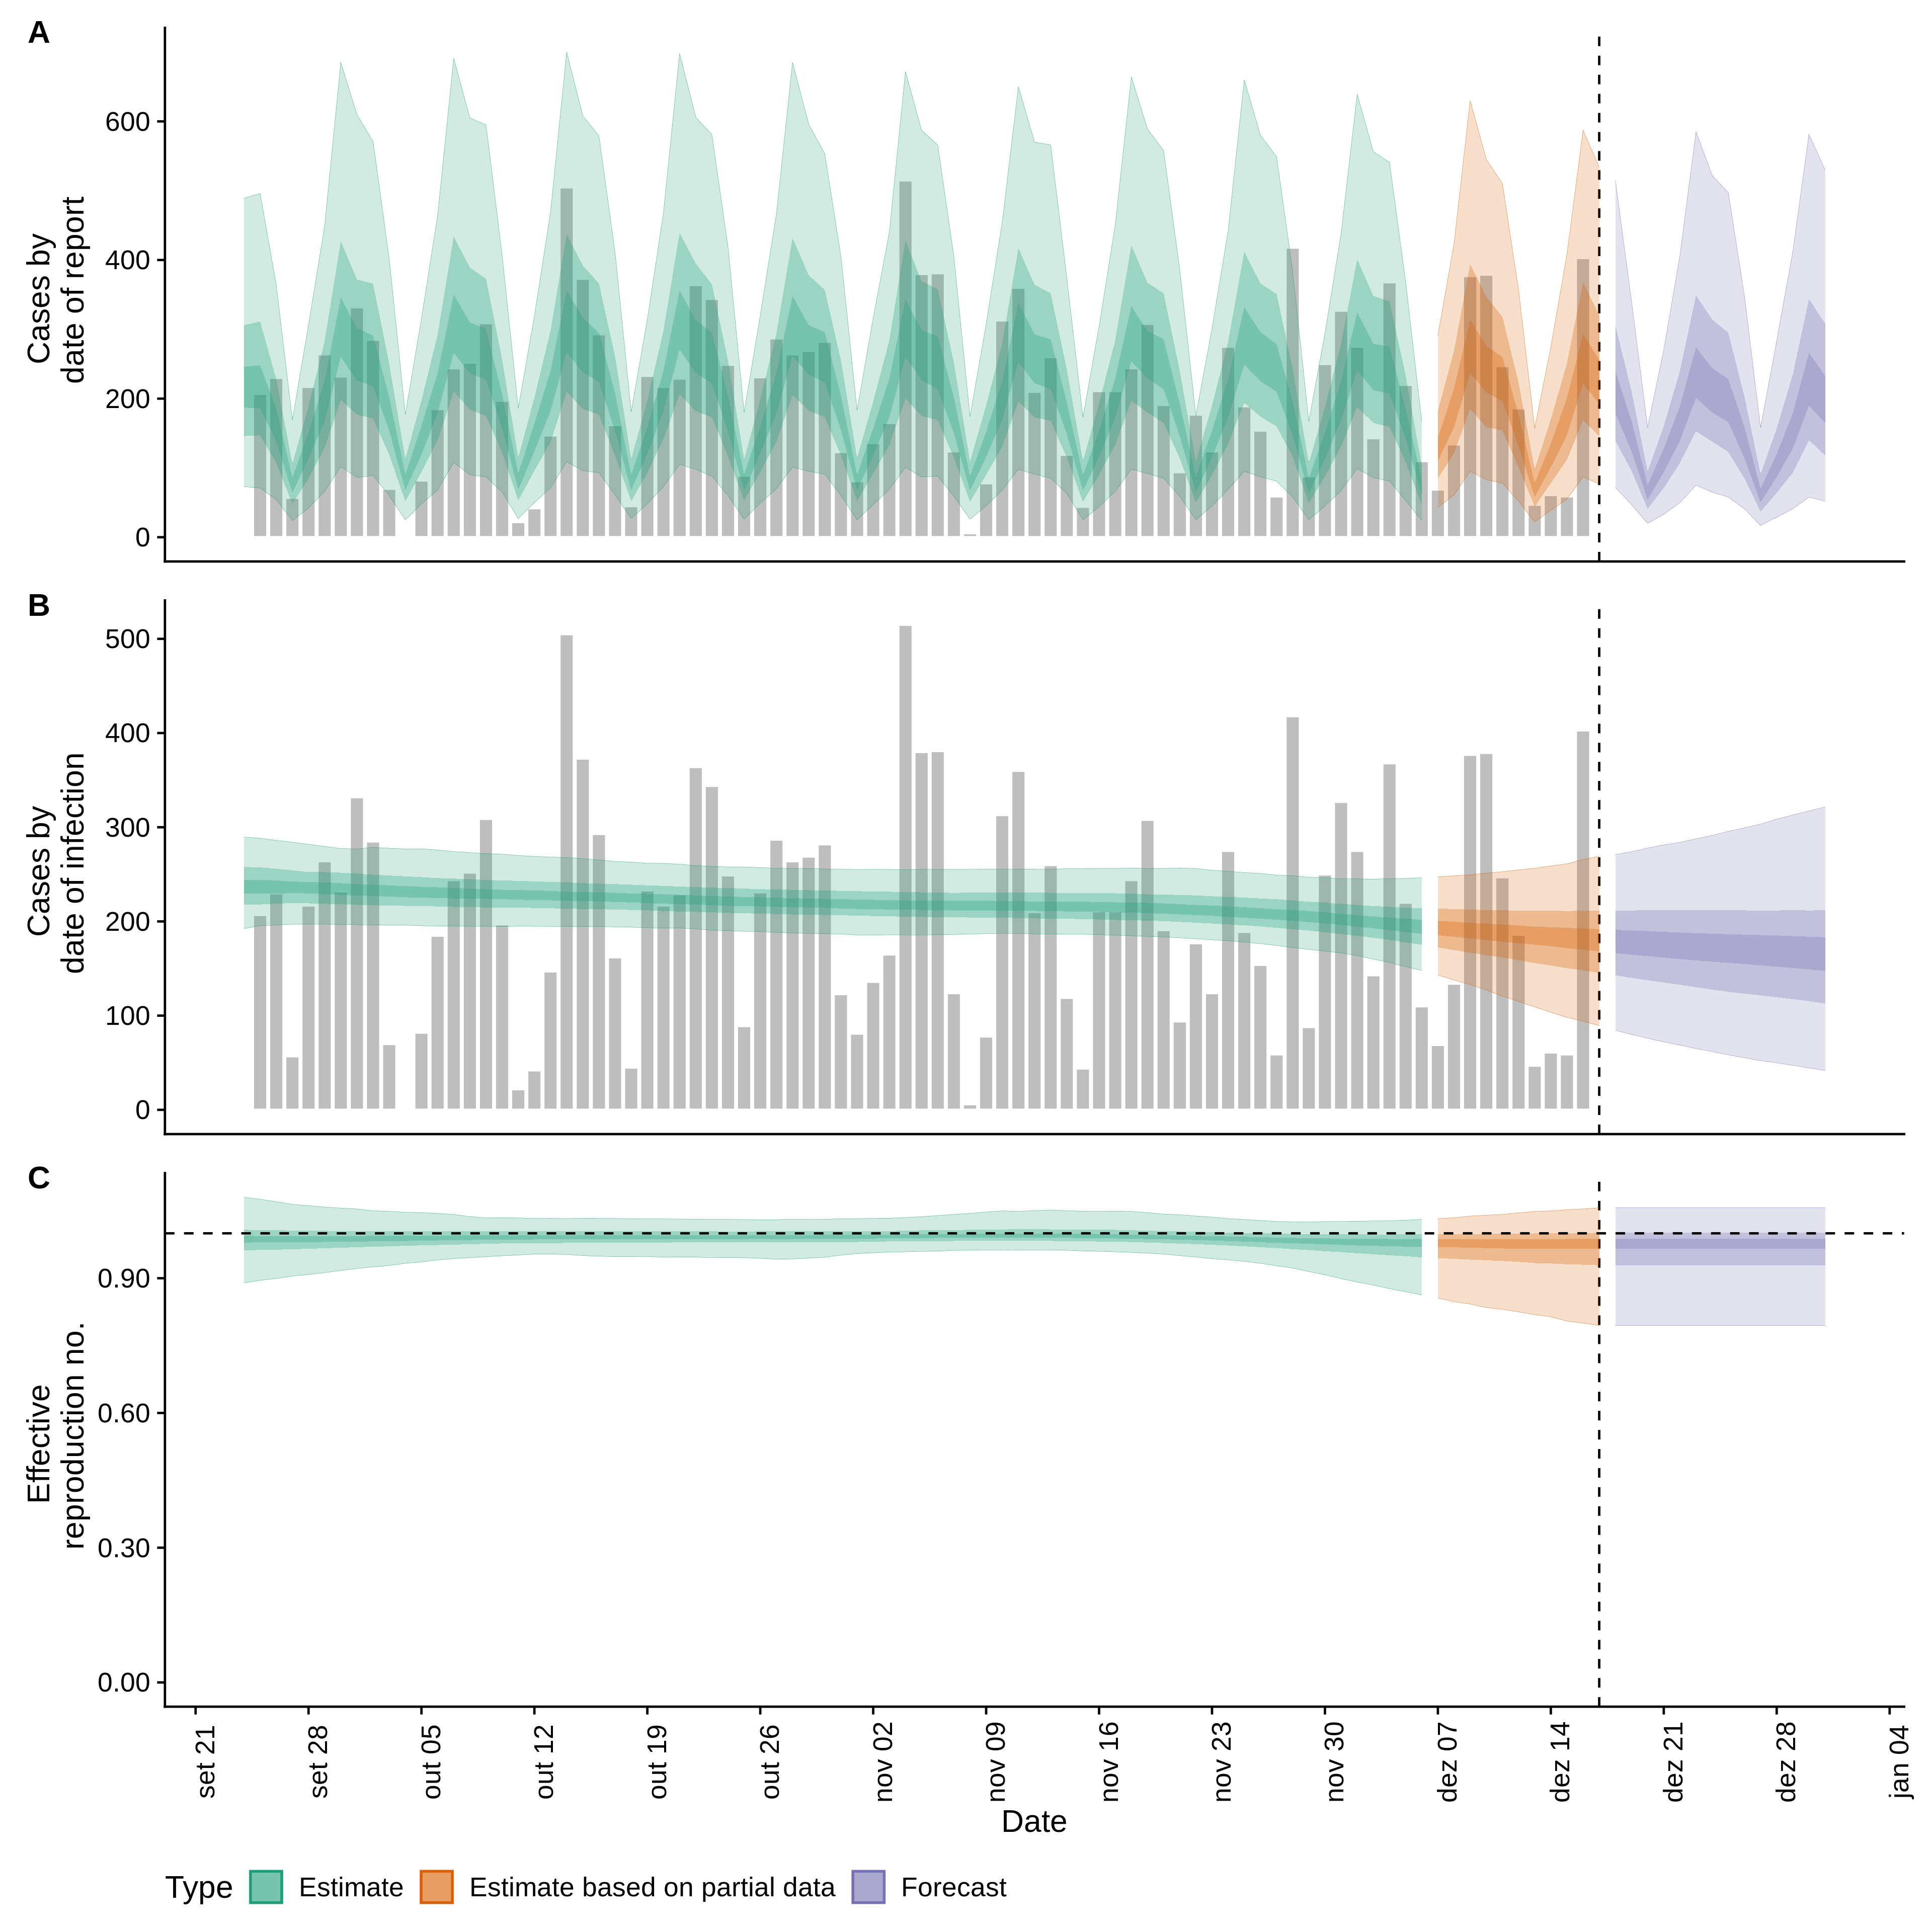 A
600
400
200
0
Cases by
date of report
B
500
400
300
200
100
0
Cases by
date of infection
C
0.90
0.60
0.30
0.00
Effective
reproduction no.
set 21
set 28
out 05
out 12
out 19
out 26
nov 02
nov 09
nov 16
nov 23
nov 30
dez 07
dez 14
dez 21
dez 28
jan 04
Date
Type Estimate Estimate based on partial data Forecast